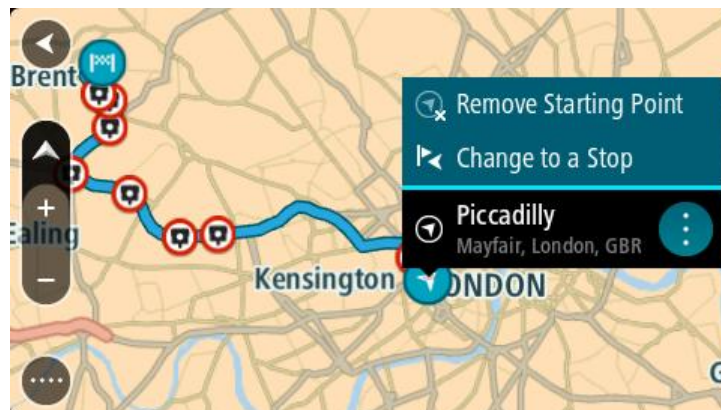 Brent
Remove Starting Point
Change to a Stop
Piccadilly
Mayfair, London, GBR
Ealing
Kensington
ONDON
G